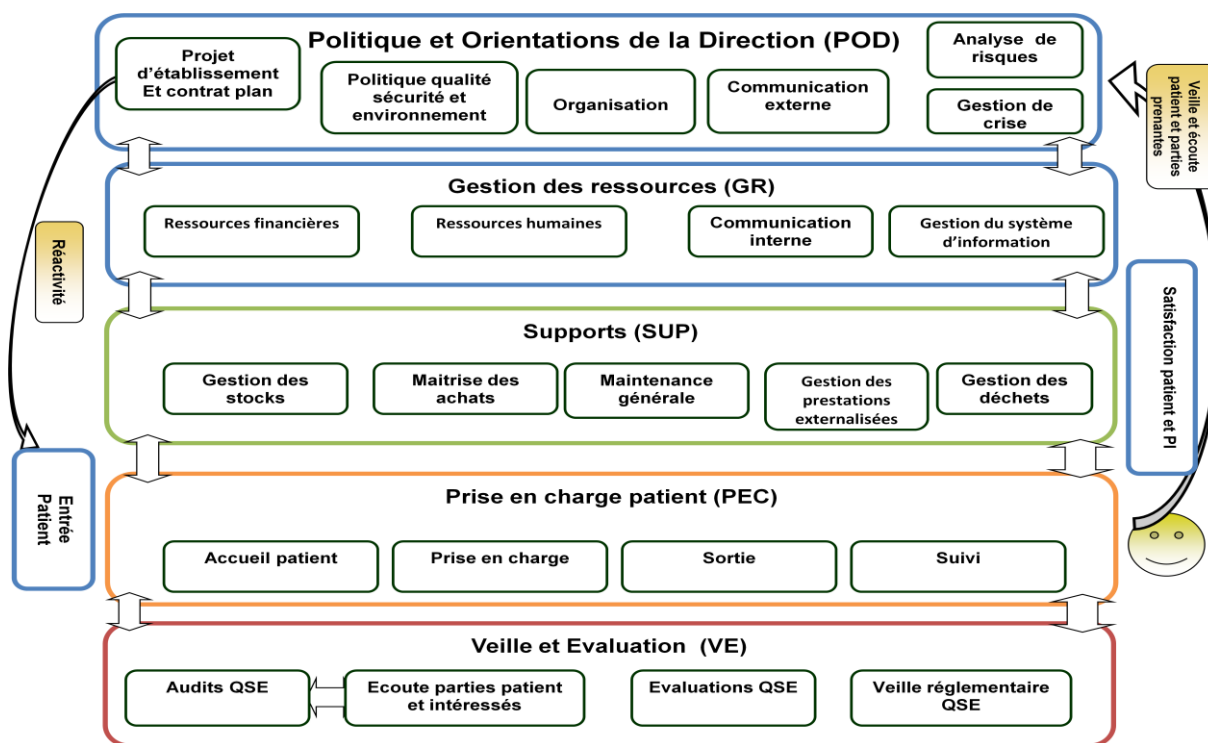 Politique et Orientations de la Direction (POD)
Projet
d'établissement
Et contrat plan
Politique qualité
sécurité et
environnement
Organisation
Communication
externe
Analyse de
risques
Gestion de
crise
Veille et écoute
patient et parties
prenantes
Gestion des ressources (GR)
Ressources financières
Ressources humaines
Communication
interne
Gestion du système
d'information
Réactivité
Satisfaction patient et PI
Supports (SUP)
Gestion des
stocks
Maitrise des
achats
Maintenance
générale
Gestion des
prestations
externalisées
Gestion des
déchets
Entrée
Patient
Prise en charge patient (PEC)
Accueil patient
Prise en charge
Sortie
Suivi
Veille et Evaluation (VE)
Audits QSE
Ecoute parties patient
et intéressés
Evaluations QSE
Veille réglementaire
QSE